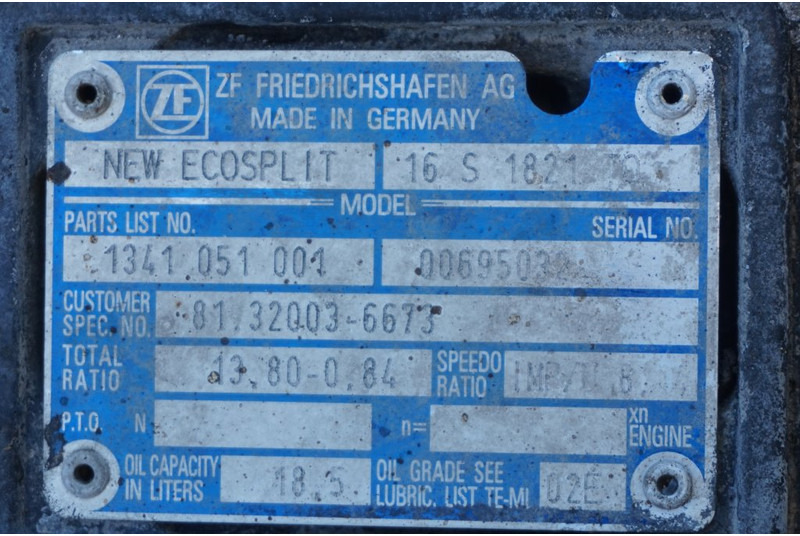 ZF
ZF FRIEDRICHSHAFEN AG
MADE IN GERMANY
NEW ECOSPLIT 16 S 1821
MODEL
PARTS LIST NO. SERIAL NO.
1341.051 001
CUSTOMER
SPEC. NO. 81.32003-6673
TOTAL
RATIO 13.80-0.84 SPEEDO
RATIO
P.T.O. N n= xn
ENGINE
OIL CAPACITY
IN LITERS 18.5 OIL GRADE SEE
LUBRIC. LIST TE-ML 02E